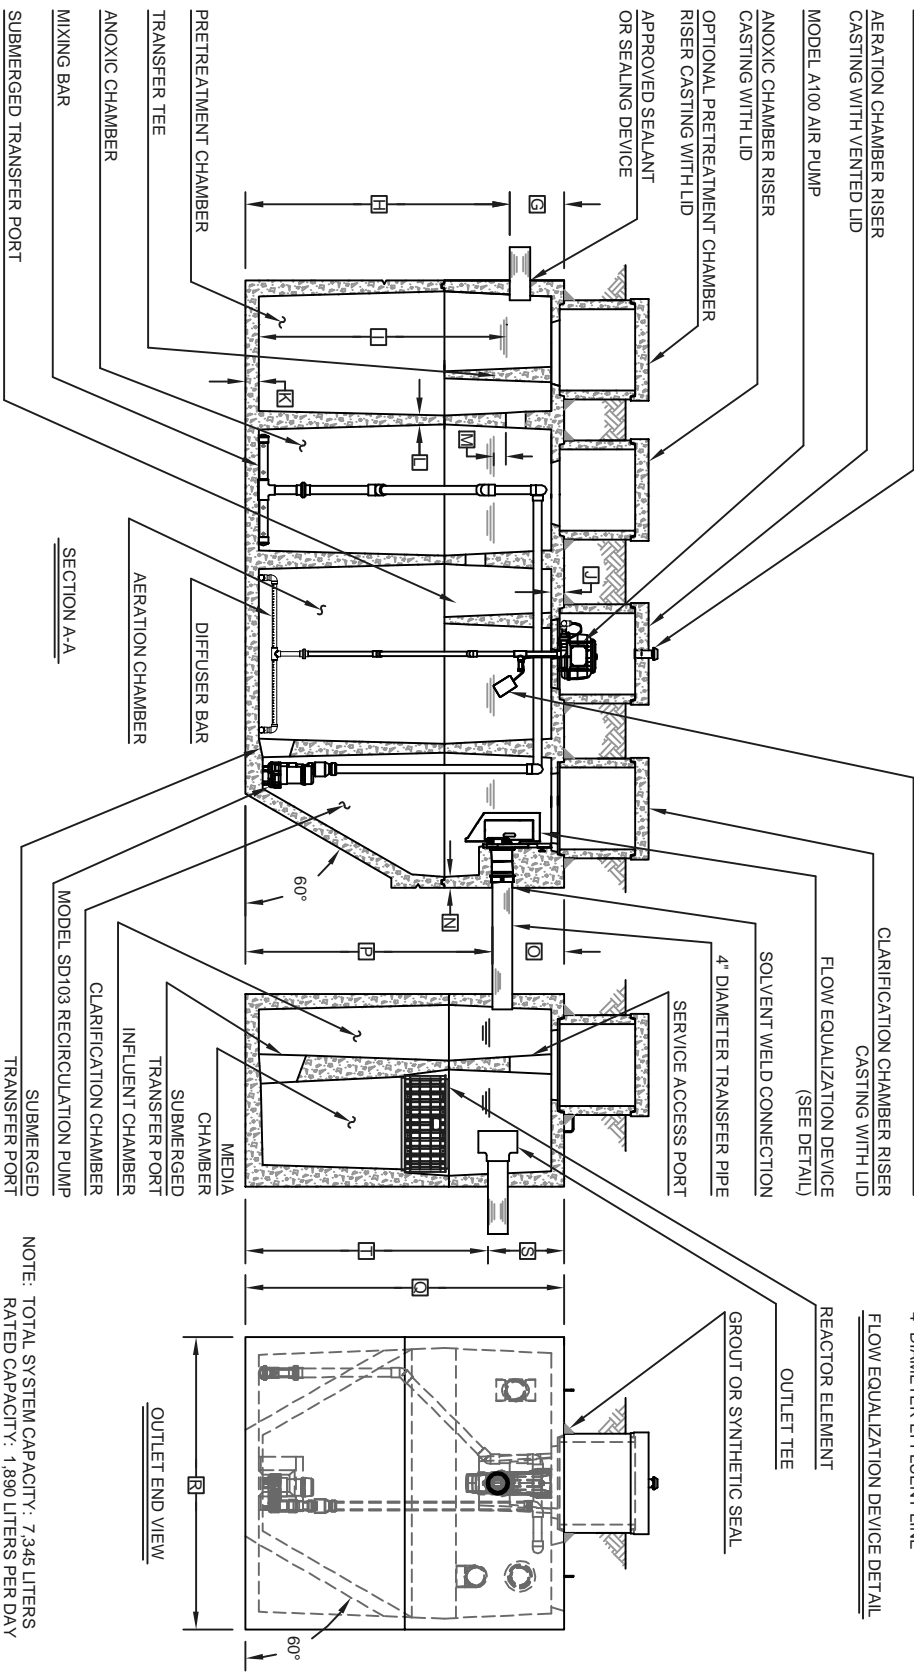 4" DIAMETER EFFLUENT LINE
FLOW EQUALIZATION DEVICE DETAIL
AERATION CHAMBER RISER
CASTING WITH VENTED LID
MODEL A100 AIR PUMP
ANOXIC CHAMBER RISER
CASTING WITH LID
OPTIONAL PRETREATMENT CHAMBER
RISER CASTING WITH LID
APPROVED SEALANT
OR SEALING DEVICE
CLARIFICATION CHAMBER RISER
CASTING WITH LID
FLOW EQUALIZATION DEVICE
(SEE DETAIL)
SOLVENT WELD CONNECTION
4" DIAMETER TRANSFER PIPE
SERVICE ACCESS PORT
REACTOR ELEMENT
OUTLET TEE
GROUT OR SYNTHETIC SEAL
G
H
I
J
K
L
M
N
O
P
S
T
Q
R
60°
60°
PRETREATMENT CHAMBER
TRANSFER TEE
ANOXIC CHAMBER
MIXING BAR
SUBMERGED TRANSFER PORT
DIFFUSER BAR
AERATION CHAMBER
SECTION A-A
MEDIA
CHAMBER
SUBMERGED
TRANSFER PORT
INFLUENT CHAMBER
CLARIFICATION CHAMBER
MODEL SD103 RECIRCULATION PUMP
SUBMERGED
TRANSFER PORT
OUTLET END VIEW
NOTE: TOTAL SYSTEM CAPACITY: 7,345 LITERS
RATED CAPACITY: 1,890 LITERS PER DAY